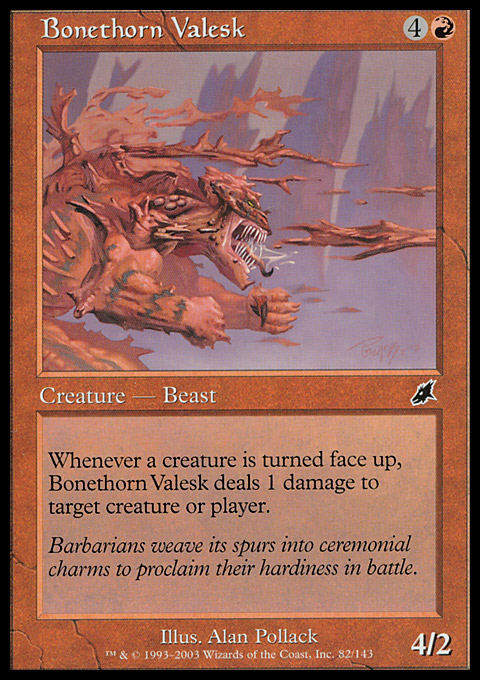 Bonethorn Valesk 4
Creature — Beast
Whenever a creature is turned face up,
Bonethorn Valesk deals 1 damage to
target creature or player.
Barbarians weave its spurs into ceremonial
charms to proclaim their hardiness in battle.
Illus. Alan Pollack
™ & © 1993–2003 Wizards of the Coast, Inc. 82/143
4/2